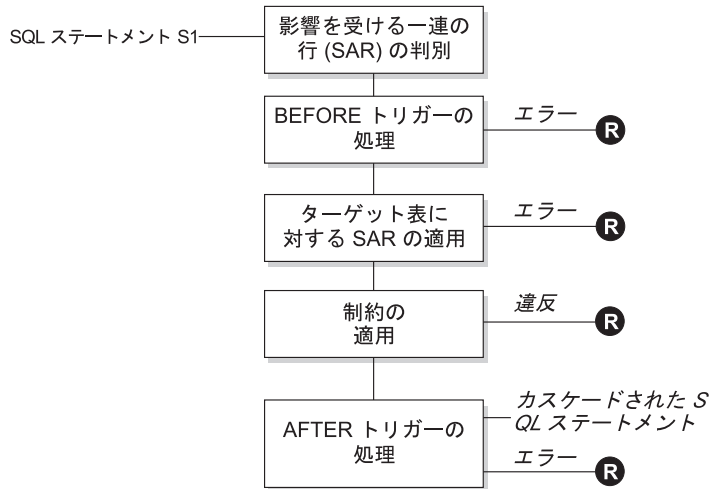 SQL ステートメント S1
影響を受ける一連の
行 (SAR) の判別
BEFORE トリガーの
処理
エラー
R
ターゲット表に
対する SAR の適用
エラー
R
制約の
適用
違反
R
AFTER トリガーの
処理
カスケードされた S
QL ステートメント
エラー
R